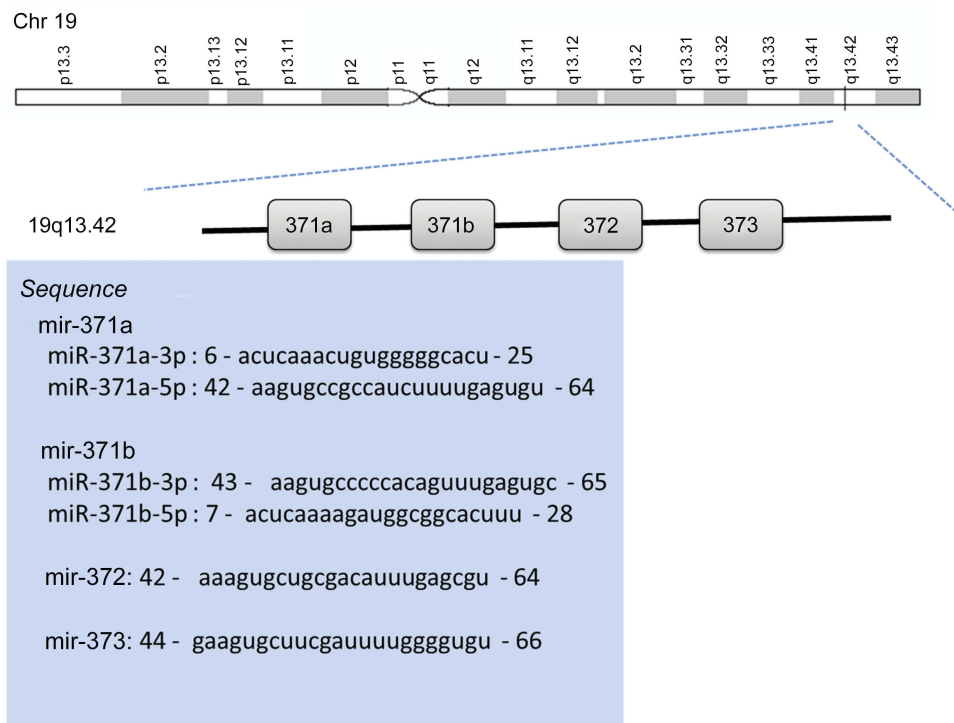 Chr 19
p13.3 p13.2 p13.13 p13.12 p13.11 p12 p11 q11 q12 q13.11 q13.12 q13.2 q13.31 q13.32 q13.33 q13.41 q13.42 q13.43
19q13.42 371a 371b 372 373
Sequence
mir-371a
miR-371a-3p : 6 - acucaaacugugggggcacu - 25
miR-371a-5p : 42 - aagugccgccaucuuuugagugu - 64
mir-371b
miR-371b-3p : 43 - aagugcccccacaguuugagugc - 65
miR-371b-5p : 7 - acucaaaagauggcggcacuuu - 28
mir-372: 42 - aaagugcugcgacauuugagcgu - 64
mir-373: 44 - gaagugcuucgauuuuggggugu - 66